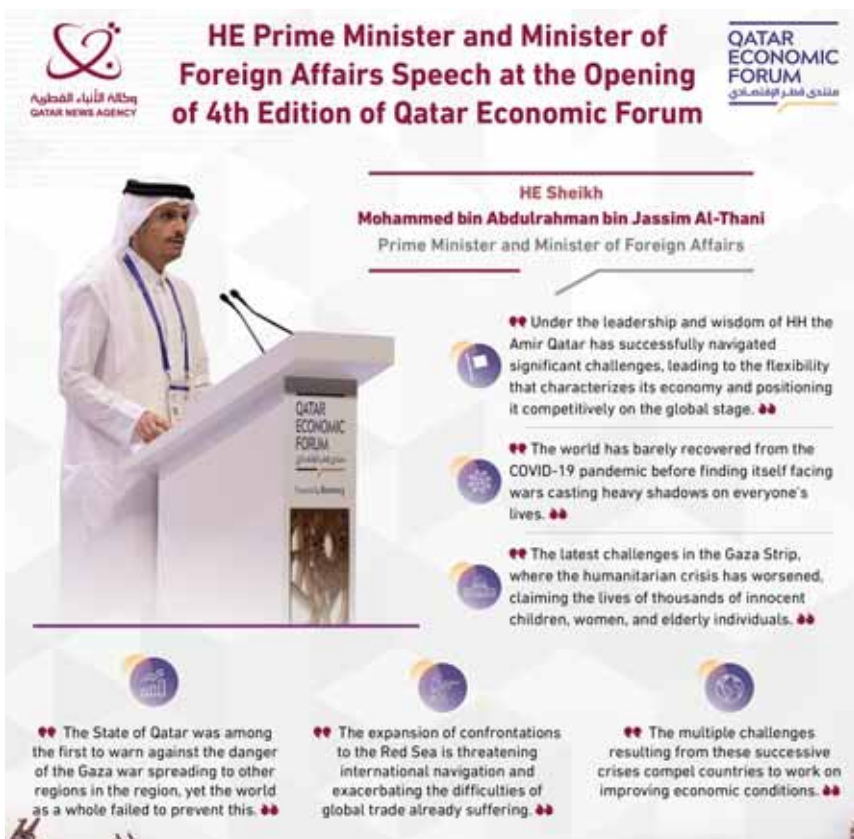 وكالة الأنباء القطرية
QATAR NEWS AGENCY
HE Prime Minister and Minister of
Foreign Affairs Speech at the Opening
of 4th Edition of Qatar Economic Forum
QATAR
ECONOMIC
FORUM
منتدى قطر الإقتصادي
HE Sheikh
Mohammed bin Abdulrahman bin Jassim Al-Thani
Prime Minister and Minister of Foreign Affairs
Under the leadership and wisdom of HH the
Amir Qatar has successfully navigated
significant challenges, leading to the flexibility
that characterizes its economy and positioning
it competitively on the global stage.
The world has barely recovered from the
COVID-19 pandemic before finding itself facing
wars casting heavy shadows on everyone's
lives.
The latest challenges in the Gaza Strip,
where the humanitarian crisis has worsened,
claiming the lives of thousands of innocent
children, women, and elderly individuals.
QATAR
ECONOMIC
FORUM
The State of Qatar was among
the first to warn against the danger
of the Gaza war spreading to other
regions in the region, yet the world
as a whole failed to prevent this.
The expansion of confrontations
to the Red Sea is threatening
international navigation and
exacerbating the difficulties of
global trade already suffering.
The multiple challenges
resulting from these successive
crises compel countries to work on
improving economic conditions.